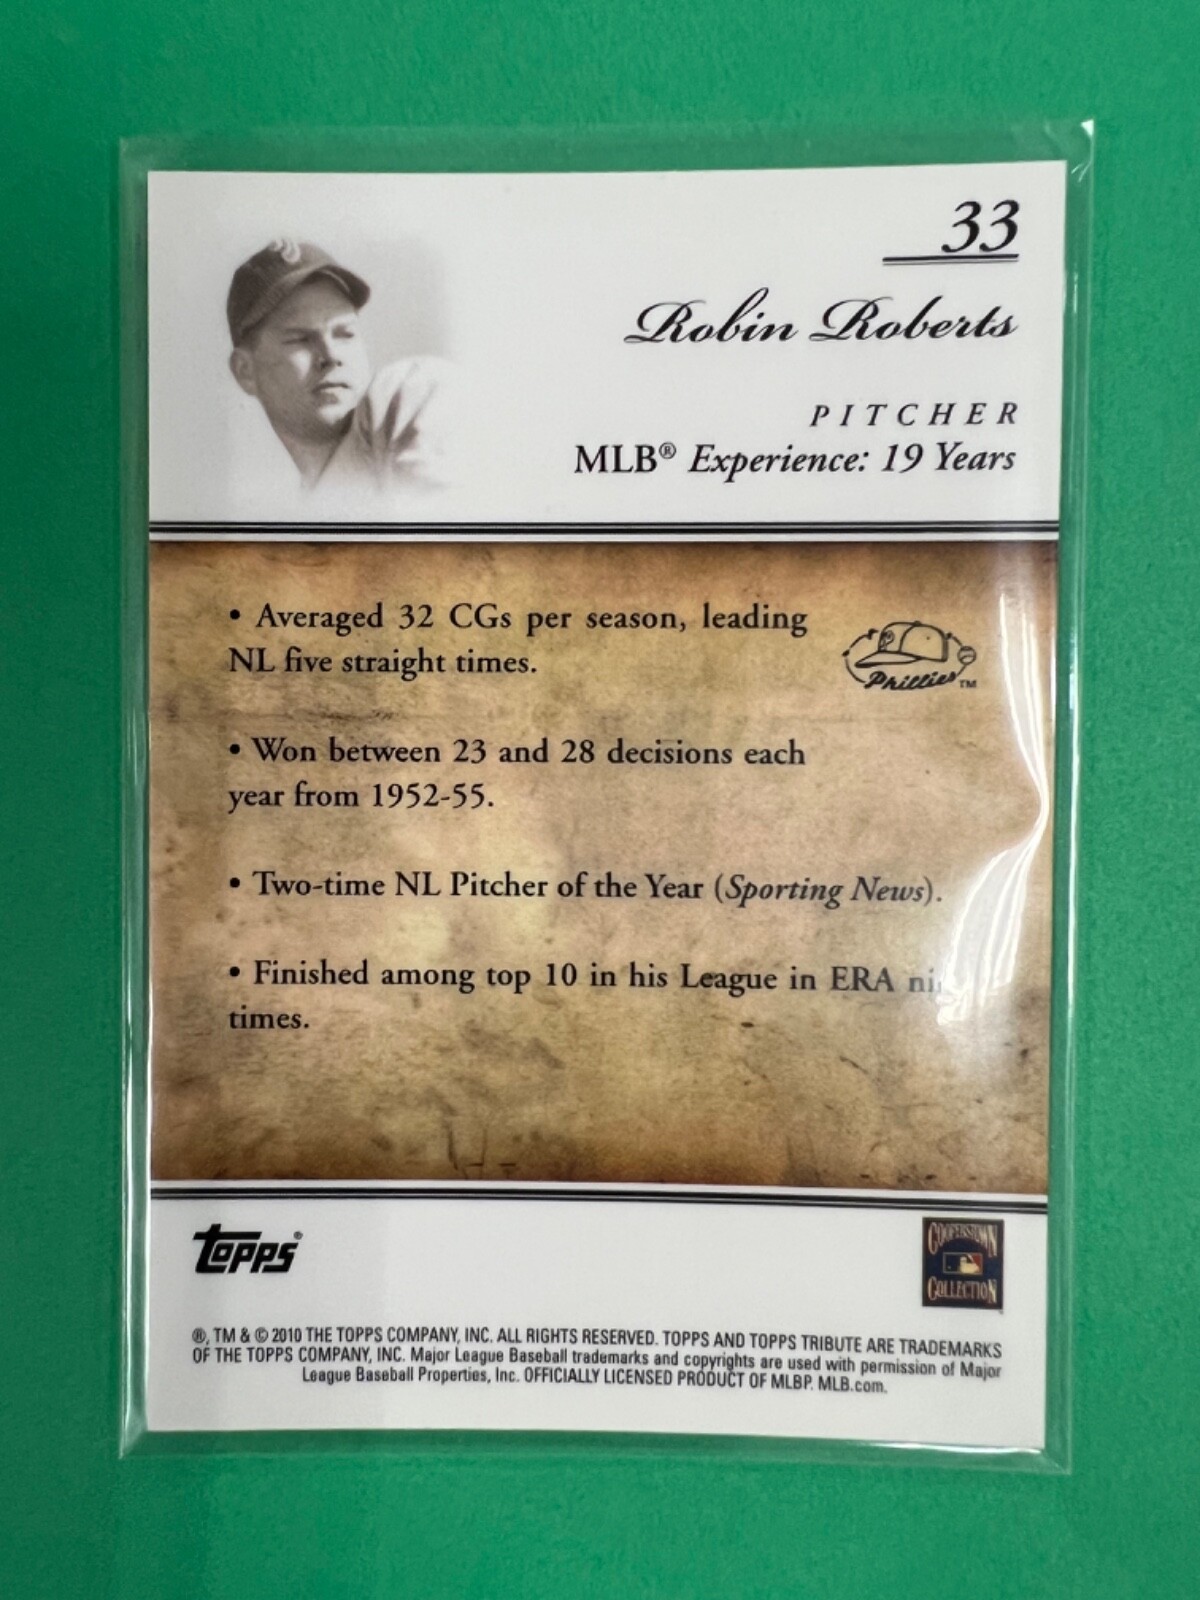 33
Robin Roberts
PITCHER
MLB® Experience: 19 Years
• Averaged 32 CGs per season, leading
NL five straight times.
Phillies™
• Won between 23 and 28 decisions each
year from 1952-55.
• Two-time NL Pitcher of the Year (Sporting News).
• Finished among top 10 in his League in ERA
times.
topps®
COOPERSTOWN
COLLECTION
®, TM & © 2010 THE TOPPS COMPANY, INC. ALL RIGHTS RESERVED. TOPPS AND TOPPS TRIBUTE ARE TRADEMARKS
OF THE TOPPS COMPANY, INC. Major League Baseball trademarks and copyrights are used with permission of Major
League Baseball Properties, Inc. OFFICIALLY LICENSED PRODUCT OF MLBP. MLB.com.